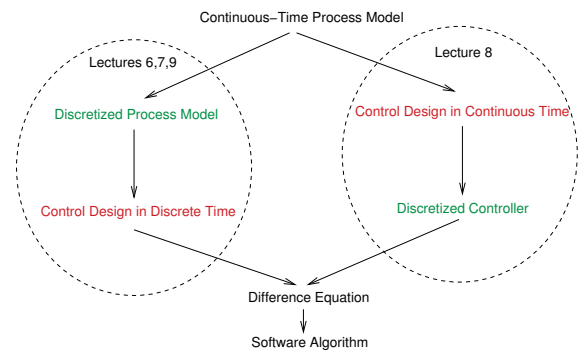 Continuous−Time Process Model
Lectures 6,7,9
Lecture 8
Discretized Process Model
Control Design in Continuous Time
Control Design in Discrete Time
Discretized Controller
Difference Equation
Software Algorithm